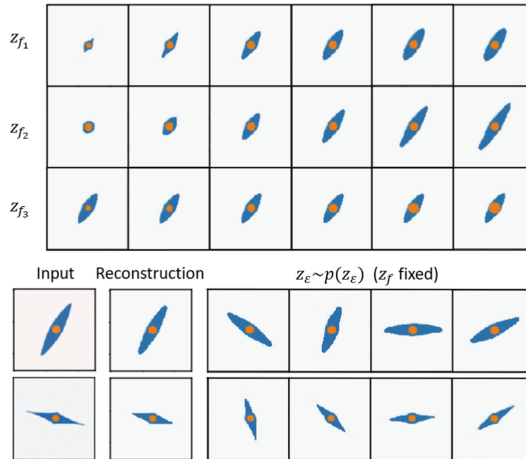 z_{f_1}
z_{f_2}
z_{f_3}
Input Reconstruction z_ε~p(z_ε) (z_f fixed)